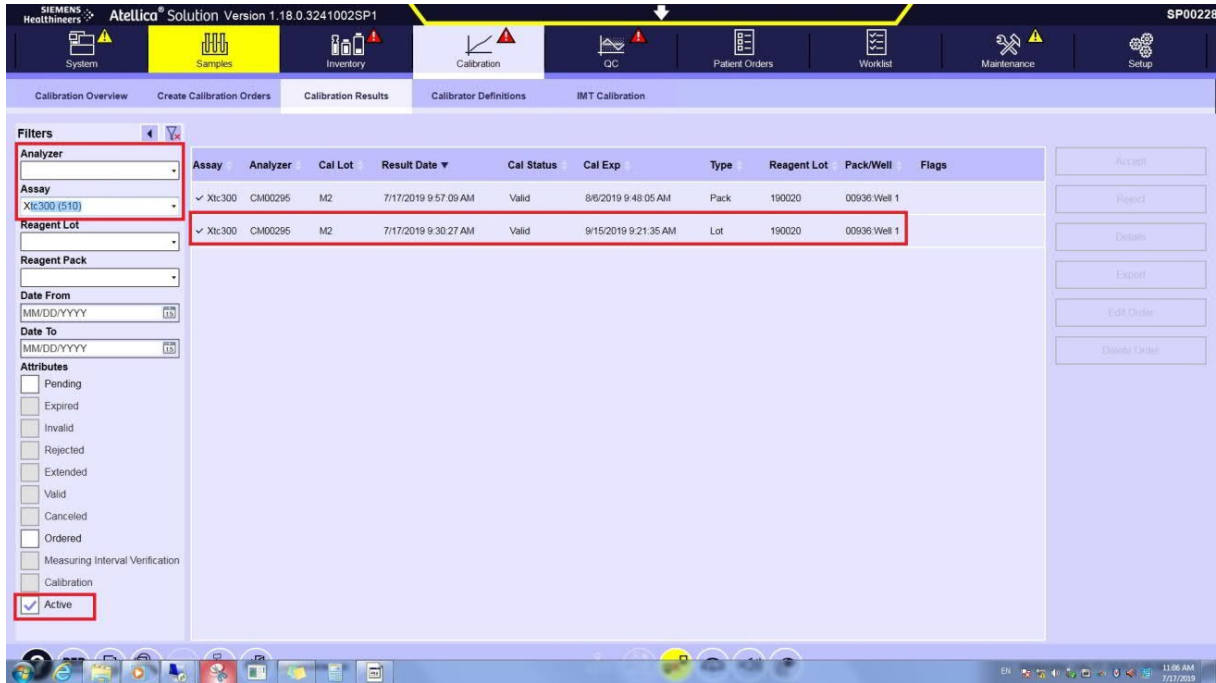 SIEMENS Healthineers Atellica® Solution Version 1.18.0.3241002SP1 SP00228
System Samples Inventory Calibration QC Patient Orders Worklist Maintenance Setup
Calibration Overview Create Calibration Orders Calibration Results Calibrator Definitions IMT Calibration
Filters
Analyzer
Assay
Xtc300 (510)
Reagent Lot
Reagent Pack
Date From
MM/DD/YYYY 15
Date To
MM/DD/YYYY 15
Attributes
Pending
Expired
Invalid
Rejected
Extended
Valid
Canceled
Ordered
Measuring Interval Verification
Calibration
Active
Assay Analyzer Cal Lot Result Date Cal Status Cal Exp Type Reagent Lot Pack/Well Flags
Xtc300 CM00295 M2 7/17/2019 9:57:09 AM Valid 8/6/2019 9:48:05 AM Pack 190020 00936:Well 1
Xtc300 CM00295 M2 7/17/2019 9:30:27 AM Valid 9/15/2019 9:21:35 AM Lot 190020 00936:Well 1
Accept
Reject
Details
Export
Edit Order
Delete Order
EN 11:06 AM
7/17/2019